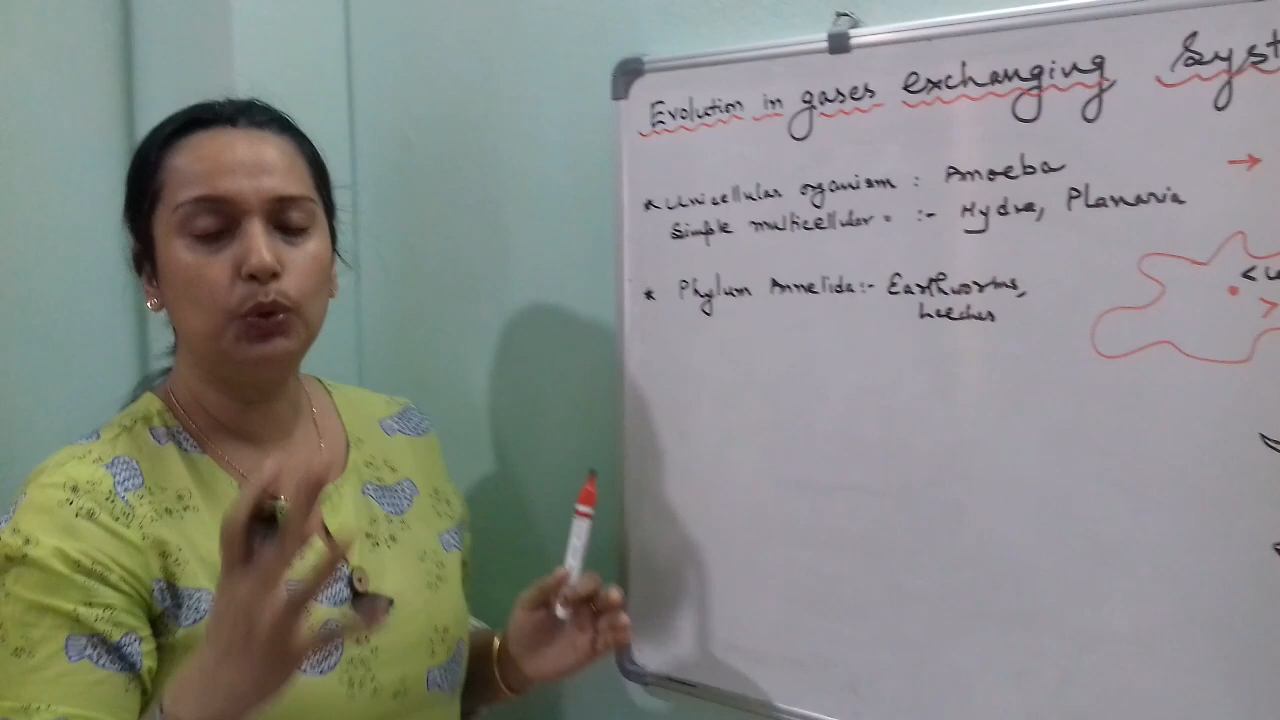 Evolution in gases exchanging Syst
* Unicellular organism : Amoeba
Simple multicellular " :- Hydra, Planaria
* Phylum Annelida:- Earthworms,
Leeches